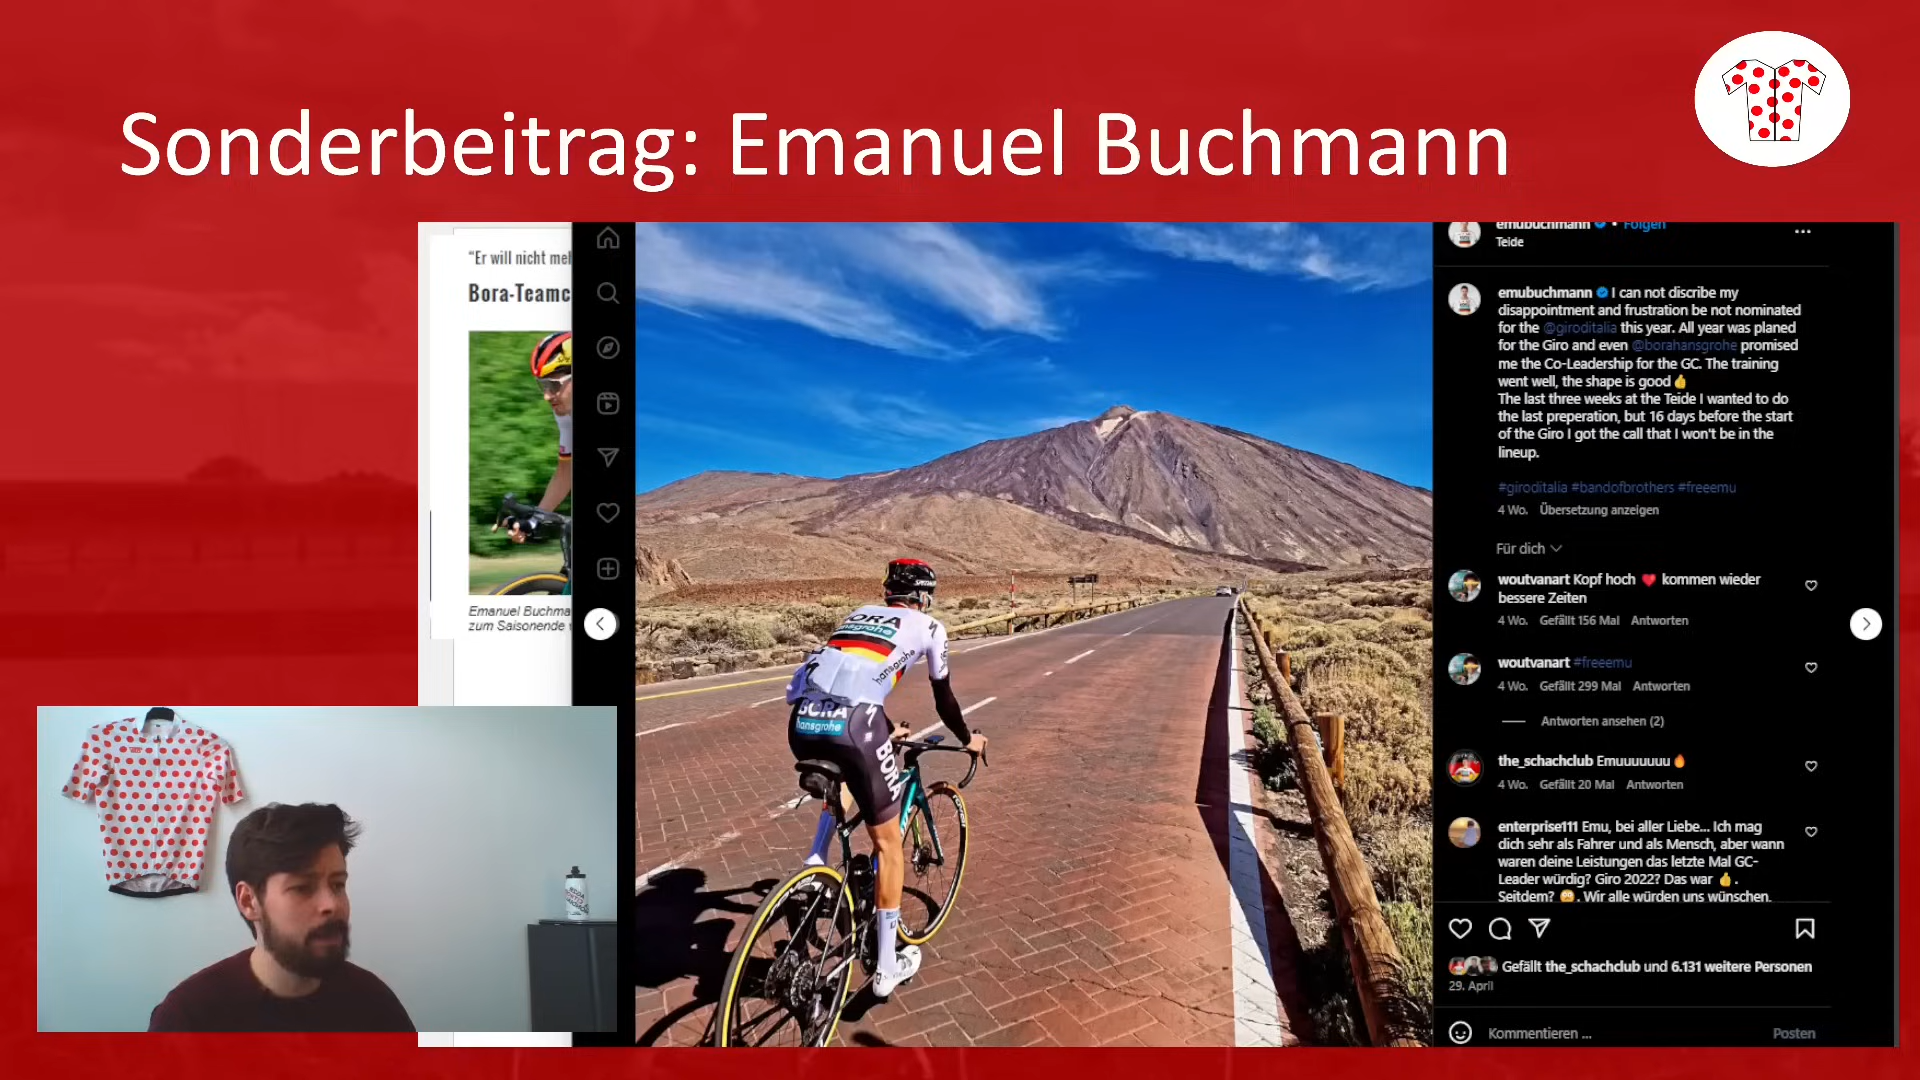 Sonderbeitrag: Emanuel Buchmann
"Er will nicht meh
Bora-Teamc
Emanuel Buchma
zum Saisonende
emubuchmann • Folgen
Teide
emubuchmann I can not discribe my
disappointment and frustration be not nominated
for the @giroditalia this year. All year was planed
for the Giro and even @borahansgrohe promised
me the Co-Leadership for the GC. The training
went well, the shape is good👍
The last three weeks at the Teide I wanted to do
the last preperation, but 16 days before the start
of the Giro I got the call that I won't be in the
lineup.
#giroditalia #bandofbrothers #freeemu
4 Wo. Übersetzung anzeigen
Für dich
woutvanart Kopf hoch ❤️ kommen wieder
bessere Zeiten
4 Wo. Gefällt 156 Mal Antworten
woutvanart #freeemu
4 Wo. Gefällt 299 Mal Antworten
Antworten ansehen (2)
the_schachclub Emuuuuuuu🔥
4 Wo. Gefällt 20 Mal Antworten
enterprise111 Emu, bei aller Liebe... Ich mag
dich sehr als Fahrer und als Mensch, aber wann
waren deine Leistungen das letzte Mal GC-
Leader würdig? Giro 2022? Das war 👍.
Seitdem? 🙄. Wir alle würden uns wünschen,
Gefällt the_schachclub und 6.131 weitere Personen
29. April
Kommentieren ... Posten
BORA
hansgrohe
hansgrohe
BORA
hansgrohe
BORA